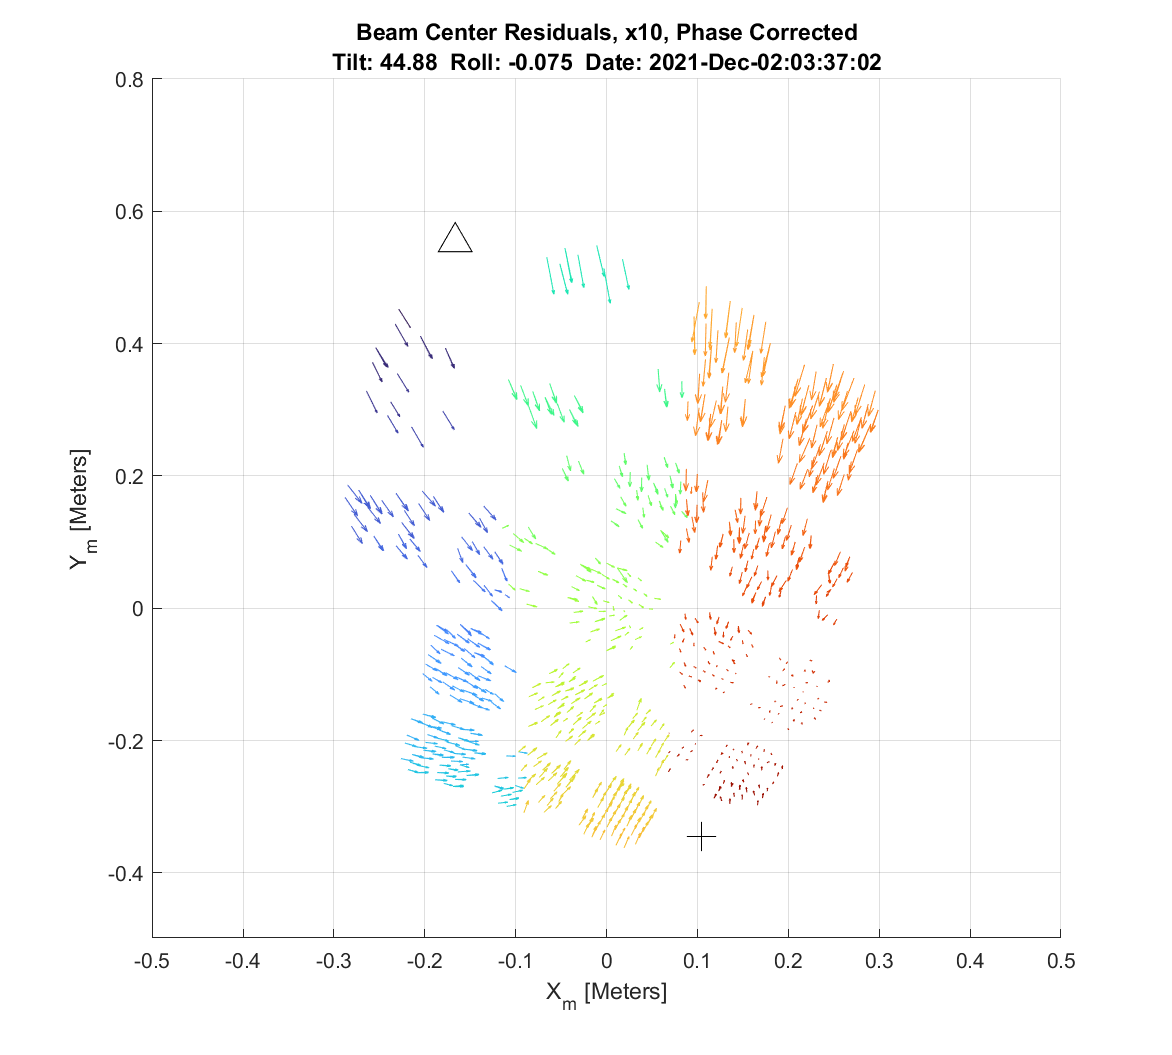 Beam Center Residuals, x10, Phase Corrected
Tilt: 44.88  Roll: -0.075  Date: 2021-Dec-02:03:37:02
0.8
0.6
0.4
0.2
0
-0.2
-0.4
Y_m [Meters]
-0.5 -0.4 -0.3 -0.2 -0.1 0 0.1 0.2 0.3 0.4 0.5
X_m [Meters]